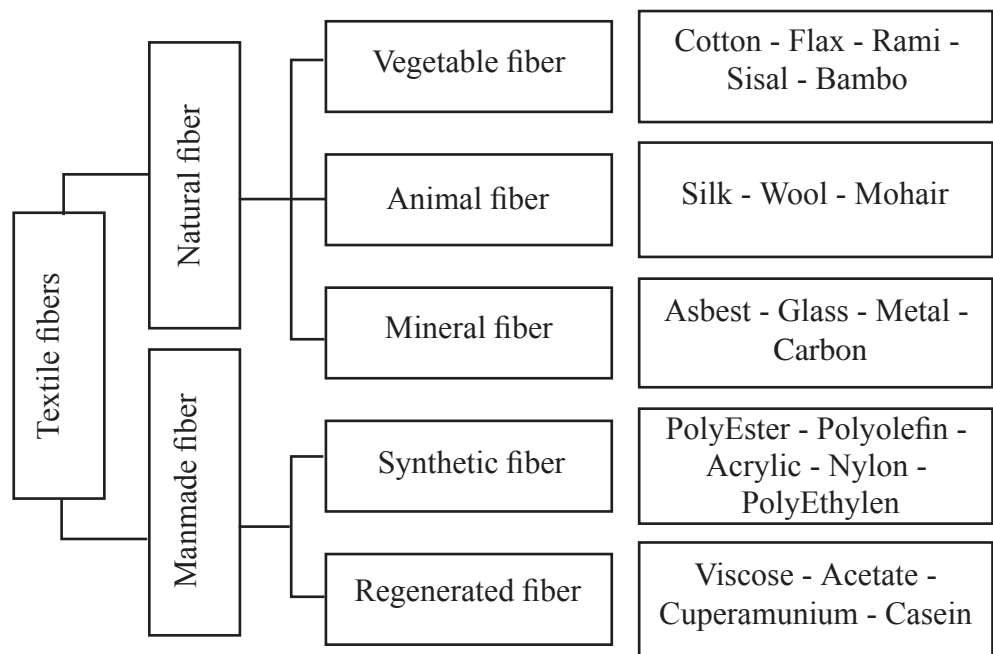 Textile fibers
Natural fiber
Vegetable fiber
Cotton - Flax - Rami -
Sisal - Bambo
Animal fiber
Silk - Wool - Mohair
Mineral fiber
Asbest - Glass - Metal -
Carbon
Manmade fiber
Synthetic fiber
PolyEster - Polyolefin -
Acrylic - Nylon -
PolyEthylen
Regenerated fiber
Viscose - Acetate -
Cuperamunium - Casein